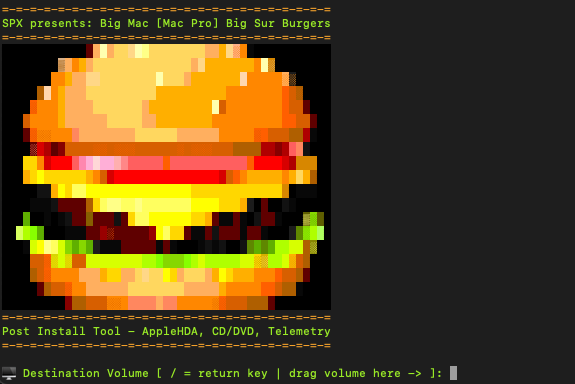 =-=-=-=-=-=-=-=-=-=-=-=-=-=-=-=-=-=-=-=-=-=-=-=
SPX presents: Big Mac [Mac Pro] Big Sur Burgers
=-=-=-=-=-=-=-=-=-=-=-=-=-=-=-=-=-=-=-=-=-=-=-=
=-=-=-=-=-=-=-=-=-=-=-=-=-=-=-=-=-=-=-=-=-=-=-=
Post Install Tool - AppleHDA, CD/DVD, Telemetry
=-=-=-=-=-=-=-=-=-=-=-=-=-=-=-=-=-=-=-=-=-=-=-=
Destination Volume [ / = return key | drag volume here -> ]: